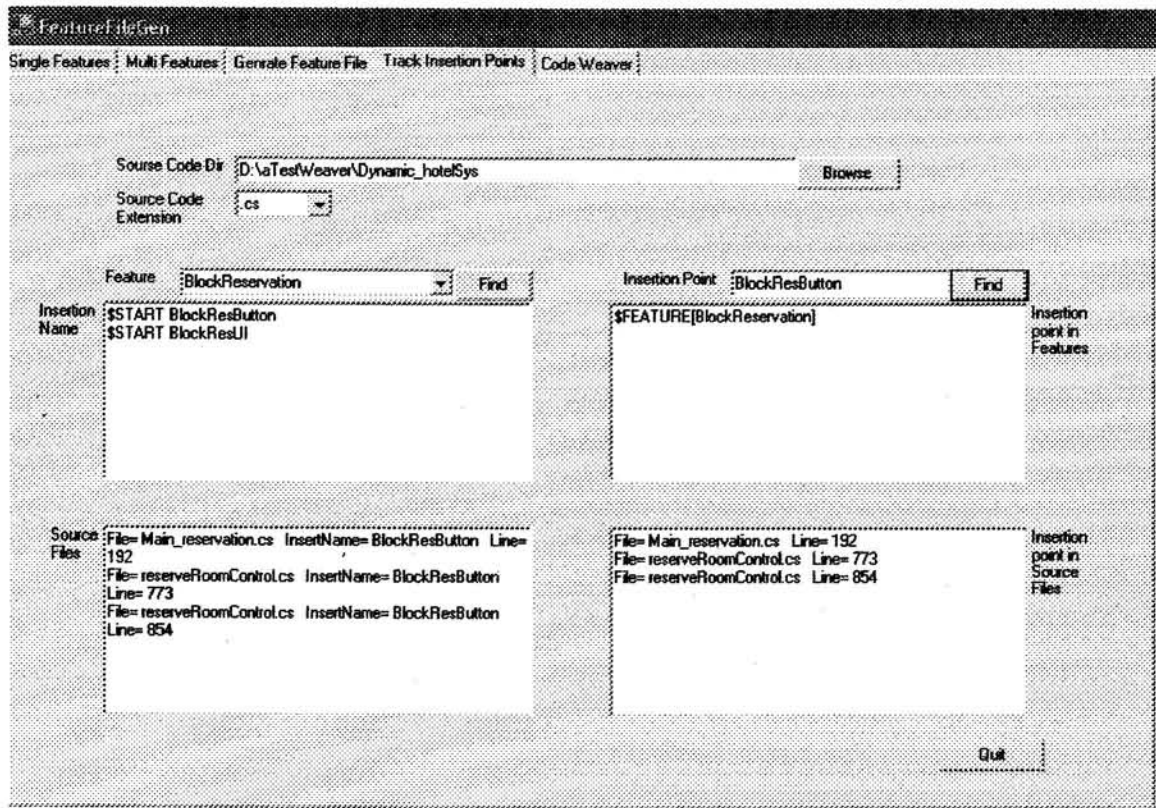 FeatureFileGen
Single Features Multi Features Genrate Feature File Track Insertion Points Code Weaver
Sourse Code Dir D:\aTestWeaver\Dynamic_hotelSys Browse
Source Code Extension .cs
Feature BlockReservation Find
Insertion Name
$START BlockResButton
$START BlockResUI
Insertion Point BlockResButton Find
$FEATURE[BlockReservation]
Insertion
point in
Features
Source
Files
File= Main_reservation.cs InsertName= BlockResButton Line=
192
File= reserveRoomControl.cs InsertName= BlockResButton
Line= 773
File= reserveRoomControl.cs InsertName= BlockResButton
Line= 854
File= Main_reservation.cs Line= 192
File= reserveRoomControl.cs Line= 773
File= reserveRoomControl.cs Line= 854
Insertion
point in
Source
Files
Quit